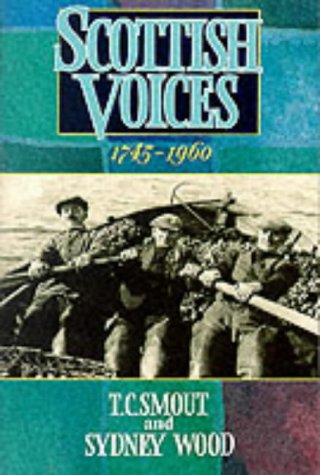 SCOTTISH
VOICES
1745-1960
T.C.SMOUT
and
SYDNEY WOOD